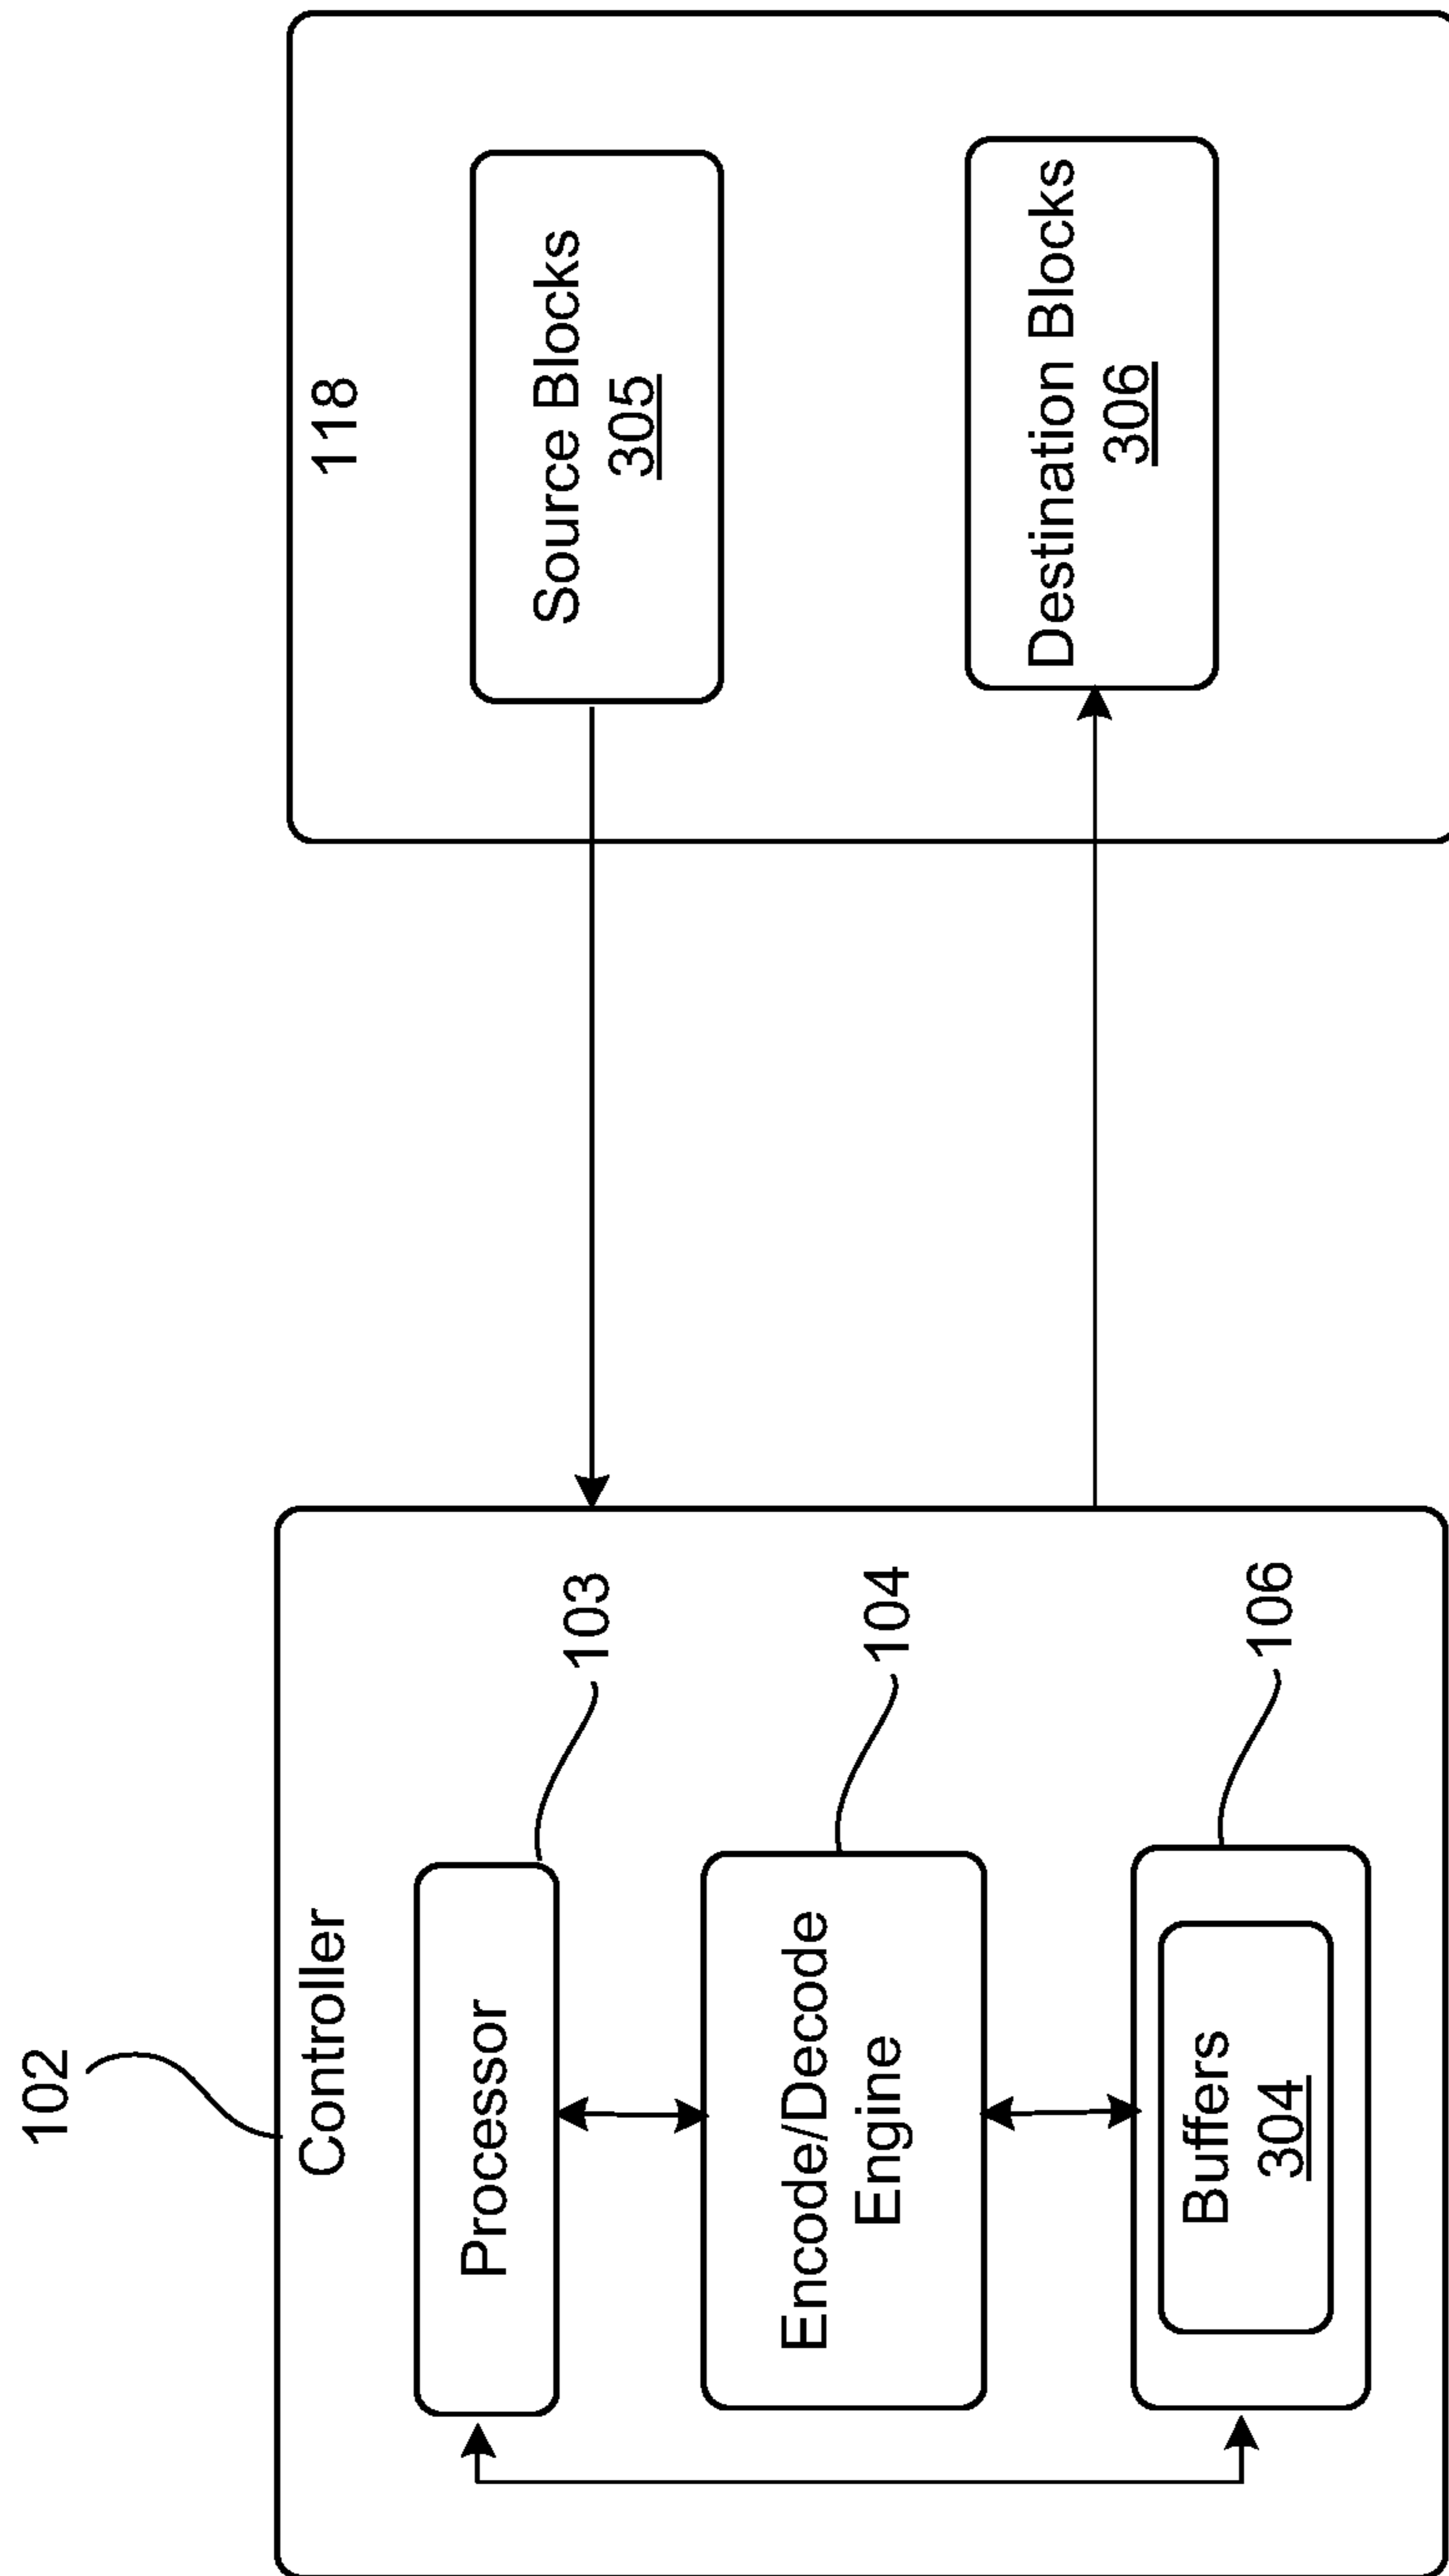 102
Controller
Processor
103
Encode/Decode
Engine
104
Buffers
304
106
118
Source Blocks
305
Destination Blocks
306